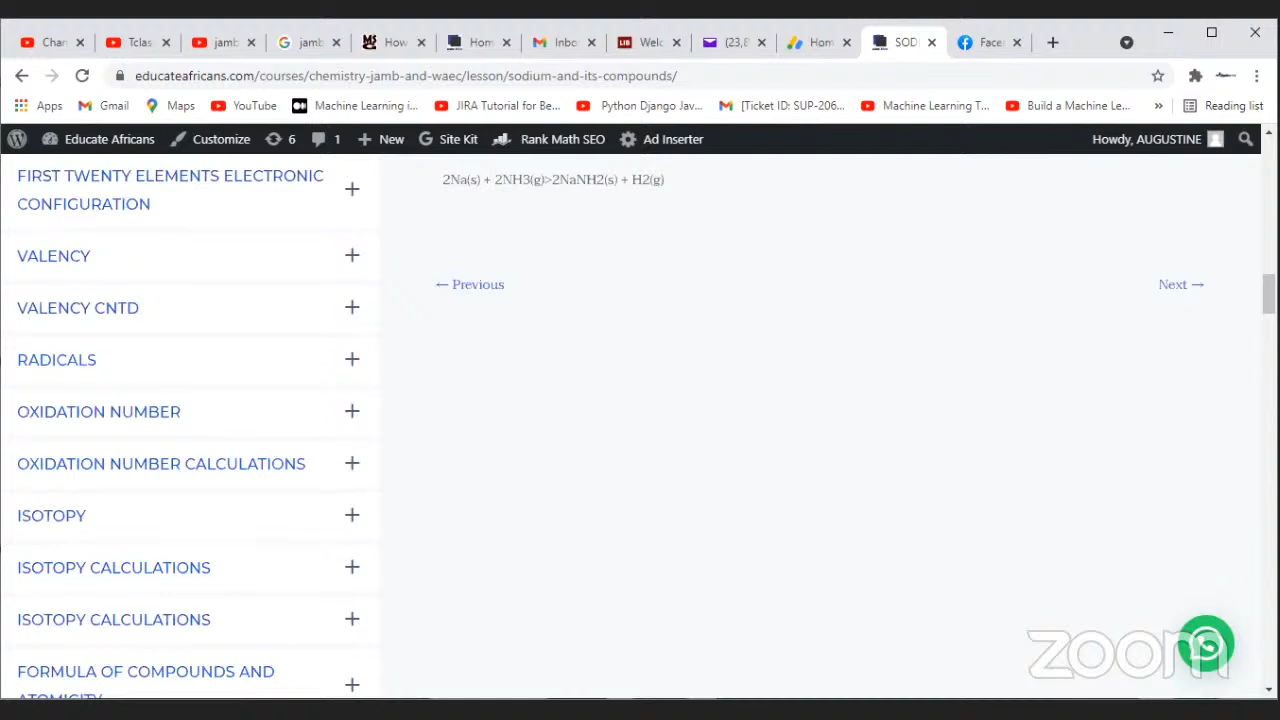 Chan
Tclas
jamb
jamb
How
Hom
Inbo
Welc
(23,8
Hom
SOD
Face
educateafricans.com/courses/chemistry-jamb-and-waec/lesson/sodium-and-its-compounds/
Apps
Gmail
Maps
YouTube
Machine Learning i...
JIRA Tutorial for Be...
Python Django Jav...
[Ticket ID: SUP-206...
Machine Learning T...
Build a Machine Le...
»
Reading list
Educate Africans
Customize
6
1
New
Site Kit
Rank Math SEO
Ad Inserter
Howdy, AUGUSTINE
FIRST TWENTY ELEMENTS ELECTRONIC
CONFIGURATION
VALENCY
VALENCY CNTD
RADICALS
OXIDATION NUMBER
OXIDATION NUMBER CALCULATIONS
ISOTOPY
ISOTOPY CALCULATIONS
ISOTOPY CALCULATIONS
FORMULA OF COMPOUNDS AND
ATOMICITY
2Na(s) + 2NH3(g)>2NaNH2(s) + H2(g)
← Previous
Next →
zoom